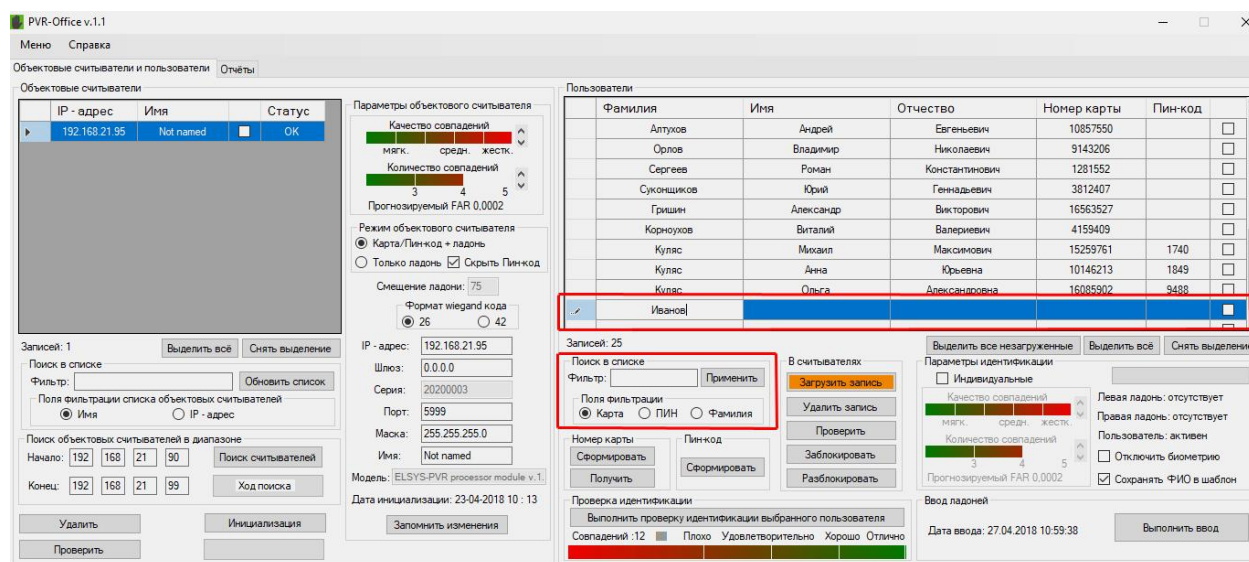 PVR-Office v.1.1
Меню Справка
Объектовые считыватели и пользователи Отчёты
Объектовые считыватели
IP - адрес Имя Статус
192.168.21.95 Not named OK
Записей: 1 Выделить всё Снять выделение
Поиск в списке
Фильтр: Обновить список
Поля фильтрации списка объектовых считывателей
Имя IP - адрес
Поиск объектовых считывателей в диапазоне
Начало: 192 168 21 90 Поиск считывателей
Конец: 192 168 21 99 Ход поиска
Удалить Инициализация
Проверить
Параметры объектового считывателя
Качество совпадений
мягк. средн. жестк.
Количество совпадений
3 4 5
Прогнозируемый FAR 0,0002
Режим объектового считывателя
Карта/Пин-код + ладонь
Только ладонь Скрыть Пин-код
Смещение ладони: 75
Формат wiegand кода
26 42
IP - адрес: 192.168.21.95
Шлюз: 0.0.0.0
Серия: 20200003
Порт: 5999
Маска: 255.255.255.0
Имя: Not named
Модель: ELSYS-PVR processor module v.1.
Дата инициализации: 23-04-2018 10 : 13
Запомнить изменения
Пользователи
Фамилия Имя Отчество Номер карты Пин-код
Алтухов Андрей Евгеньевич 10857550
Орлов Владимир Николаевич 9143206
Сергеев Роман Константинович 1281552
Суконщиков Юрий Геннадьевич 3812407
Гришин Александр Викторович 16563527
Корноухов Виталий Валериевич 4159409
Куляс Михаил Максимович 15259761 1740
Куляс Анна Юрьевна 10146213 1849
Куляс Ольга Александровна 16085902 9488
Иванов
Записей: 25 Выделить все незагруженные Выделить всё Снять выделение
Поиск в списке
Фильтр: Применить
Поля фильтрации
Карта ПИН Фамилия
Номер карты
Сформировать
Получить
Пин-код
Сформировать
В считывателях
Загрузить запись
Удалить запись
Проверить
Заблокировать
Разблокировать
Параметры идентификации
Индивидуальные
Качество совпадений
мягк. средн. жестк.
Количество совпадений
3 4 5
Прогнозируемый FAR 0,0002
Левая ладонь: отсутствует
Правая ладонь: отсутствует
Пользователь: активен
Отключить биометрию
Сохранять ФИО в шаблон
Проверка идентификации
Выполнить проверку идентификации выбранного пользователя
Совпадений :12 Плохо Удовлетворительно Хорошо Отлично
Ввод ладоней
Дата ввода: 27.04.2018 10:59:38 Выполнить ввод